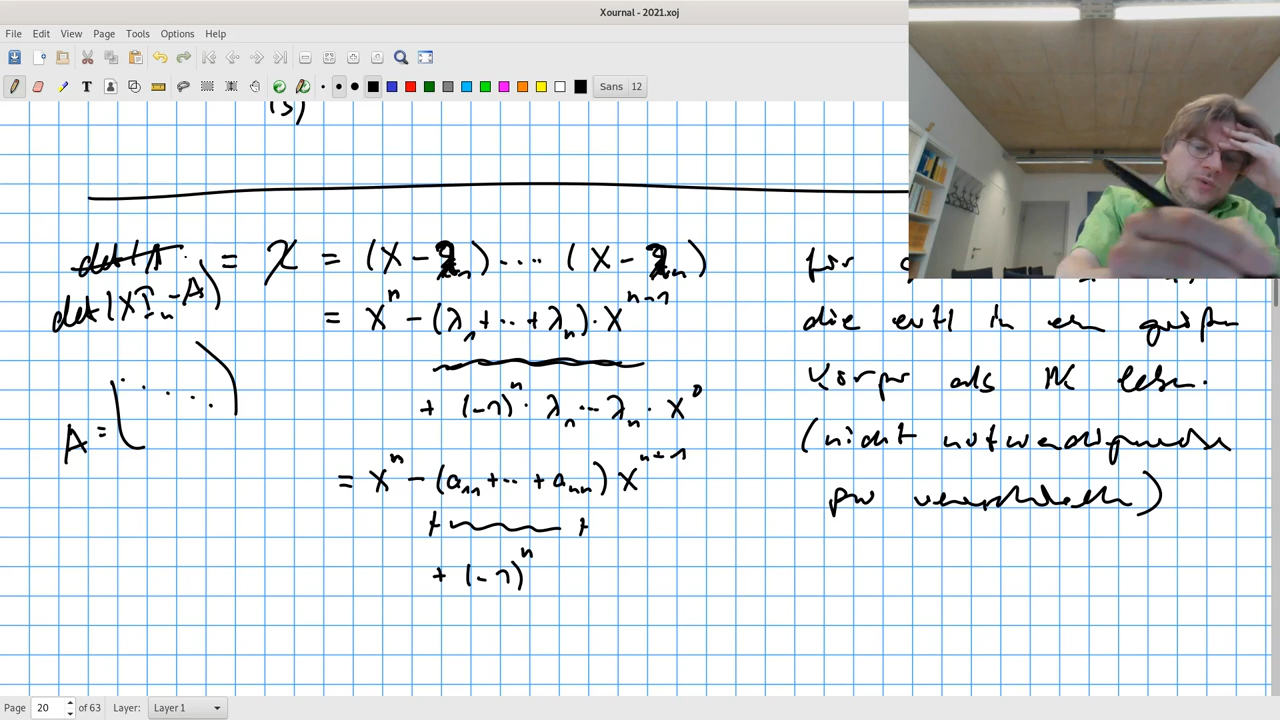 Xournal - 2021.xoj
File Edit View Page Tools Options Help
T Sans 12
det(A = χ = (X - λ₁) ···· (X - λₙ) für
det(X Iₙ - A) = Xⁿ - (λ₁ + ·· + λₙ) · Xⁿ⁻¹ die evtl in größeren
+ (-1)ⁿ · λ₁ ·· λₙ · X⁰ Körper als K leben.
A = (nicht notwendigerweise
= Xⁿ - (a₁₁ + ·· + aₙₙ) Xⁿ⁺¹ pw verschieden)
+ +
+ (-1)ⁿ
Page 20 of 63 Layer: Layer 1